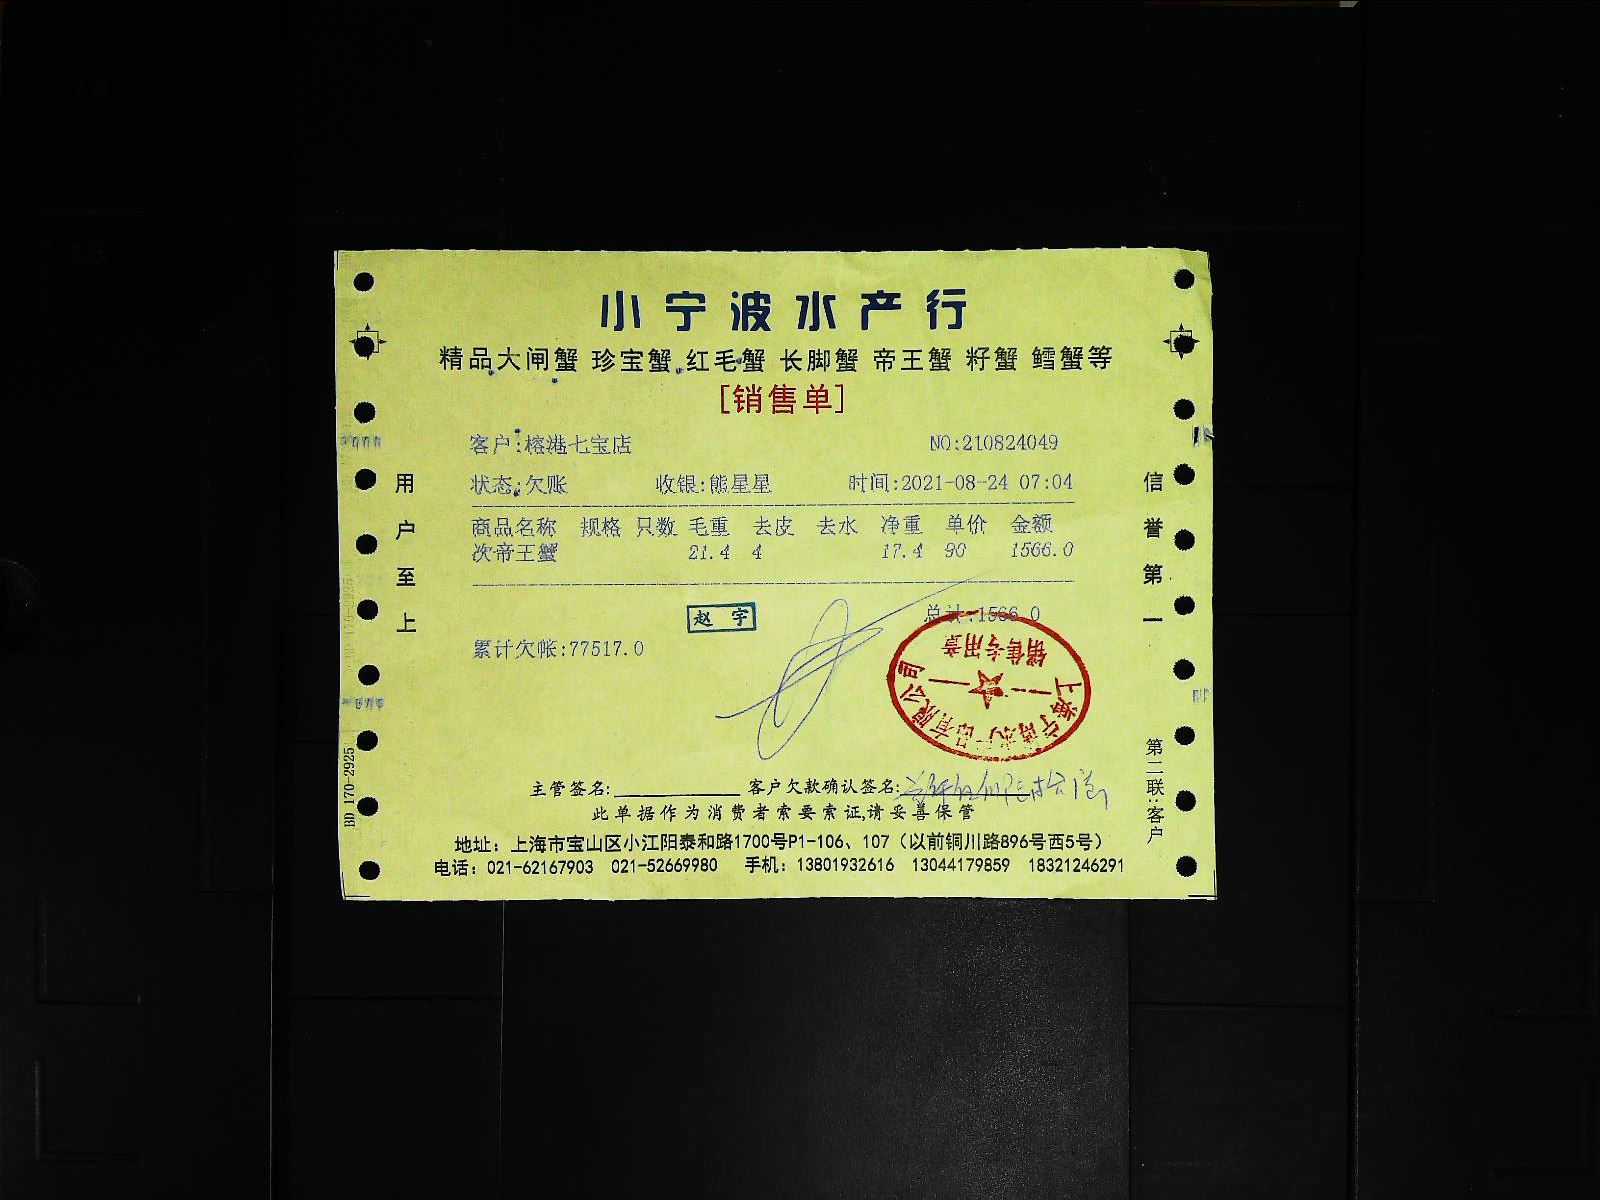 小宁波水产行
精品大闸蟹 珍宝蟹 红毛蟹 长脚蟹 帝王蟹 籽蟹 鳕蟹等
[销售单]
客户:榕港七宝店 NO:210824049
状态:欠账 收银:熊星星 时间:2021-08-24 07:04
商品名称 规格 只数 毛重 去皮 去水 净重 单价 金额
次帝王蟹 21.4 4 17.4 90 1566.0
总计:1566.0
赵宇
累计欠帐:77517.0
销售专用章
上海宁
有限公司
主管签名: 客户欠款确认签名:
此单据作为消费者索要索证,请妥善保管
地址：上海市宝山区小江阳泰和路1700号P1-106、107（以前铜川路896号西5号）
电话：021-62167903 021-52669980 手机：13801932616 13044179859 18321246291
用户至上
信誉第一
第二联:客户
BD 170-2925